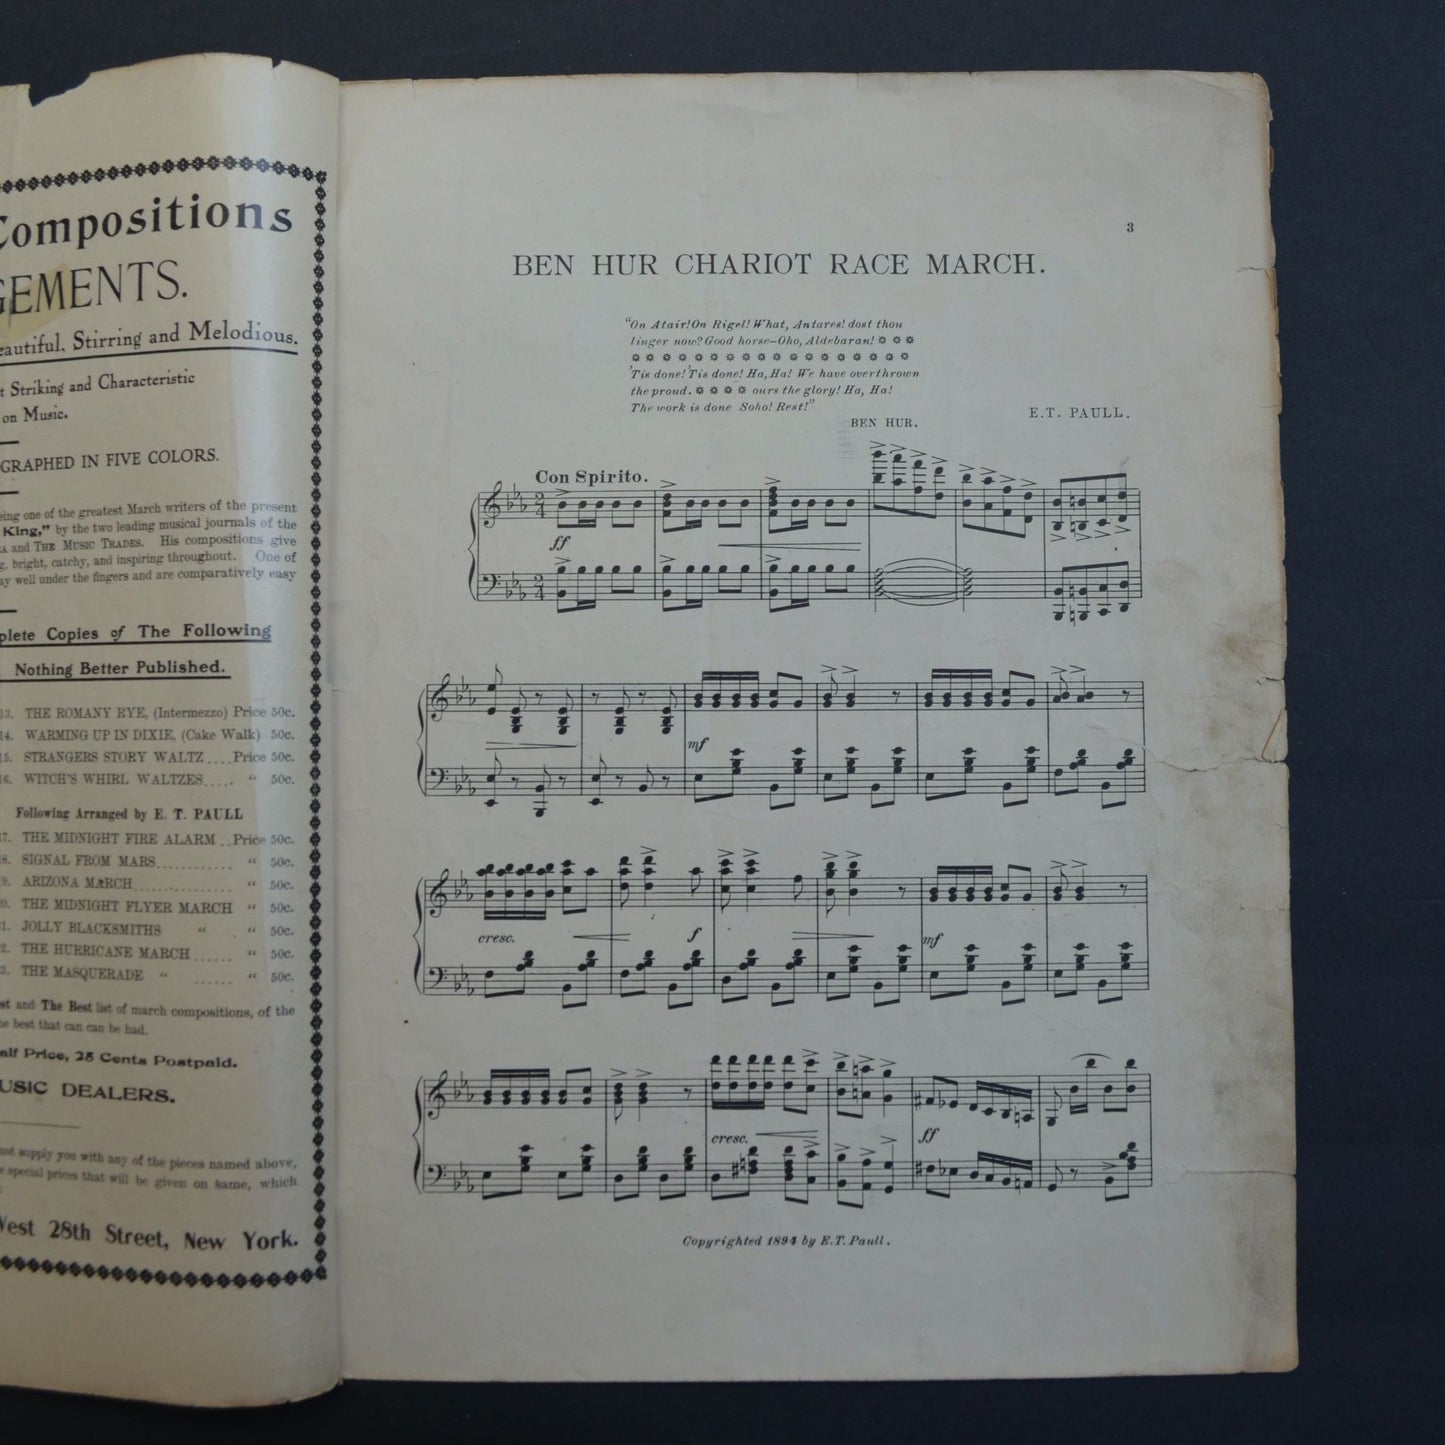 Compositions
GEMENTS.
eautiful, Stirring and Melodious.
t Striking and Characteristic
on Music.
GRAPHED IN FIVE COLORS.
eing one of the greatest March writers of the present
King," by the two leading musical journals of the
RA and THE MUSIC TRADES. His compositions give
g, bright, catchy, and inspiring throughout. One of
ay well under the fingers and are comparatively easy
plete Copies of The Following
Nothing Better Published.
13. THE ROMANY RYE, (Intermezzo) Price 50c.
14. WARMING UP IN DIXIE, (Cake Walk) 50c.
15. STRANGERS STORY WALTZ....Price 50c.
16. WITCH'S WHIRL WALTZES..... " 50c.
Following Arranged by E. T. PAULL
17. THE MIDNIGHT FIRE ALARM..Price 50c.
18. SIGNAL FROM MARS............ " 50c.
9. ARIZONA MARCH................ " 50c.
0. THE MIDNIGHT FLYER MARCH " 50c.
1. JOLLY BLACKSMITHS " " 50c.
2. THE HURRICANE MARCH...... " 50c.
3. THE MASQUERADE " ...... " 50c.
st and The Best list of march compositions, of the
he best that can can be had.
alf Price, 25 Cents Postpaid.
USIC DEALERS.
not supply you with any of the pieces named above,
e special prices that will be given on same, which
West 28th Street, New York.
3
BEN HUR CHARIOT RACE MARCH.
"On Atair! On Rigel! What, Antares! dost thou
linger now? Good horse—Oho, Aldebaran! ✲ ✲ ✲
✲ ✲ ✲ ✲ ✲ ✲ ✲ ✲ ✲ ✲ ✲ ✲ ✲ ✲ ✲ ✲ ✲
'Tis done! 'Tis done! Ha, Ha! We have overthrown
the proud. ✲ ✲ ✲ ✲ ours the glory! Ha, Ha!
The work is done Soho! Rest!"
BEN HUR.
E.T. PAULL.
Con Spirito.
ff
mf
cresc.
f
mf
cresc.
ff
Copyrighted 1894 by E.T. Paull.